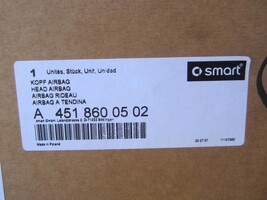 1 Unités, Stück, Unit, Unidad
smart
KOPF AIRBAG
HEAD AIRBAG
AIRBAG RIDEAU
AIRBAG A TENDINA
A 451 860 05 02
Made in Poland